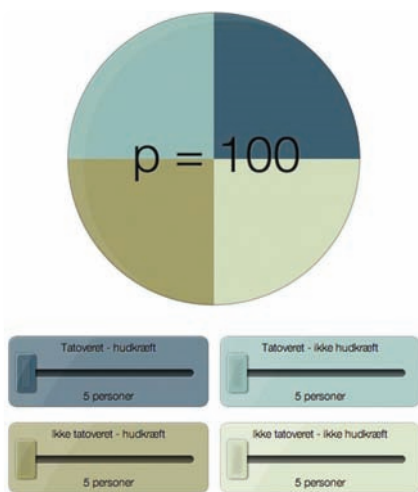 p = 100
Tatoveret - hudkræft
5 personer
Tatoveret - ikke hudkræft
5 personer
Ikke tatoveret - hudkræft
5 personer
Ikke tatoveret - ikke hudkræft
5 personer